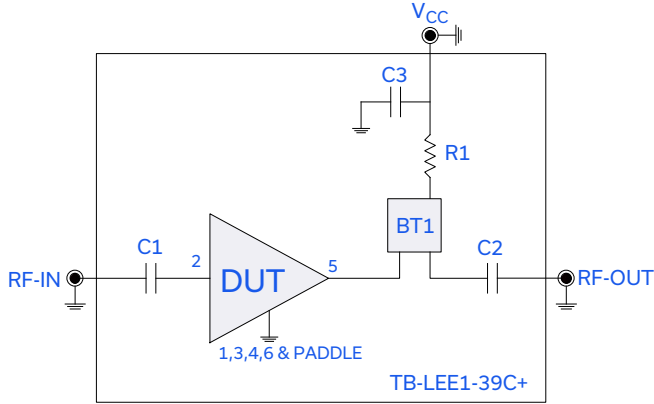 VCC
C3
R1
BT1
C1
C2
RF-IN
2
DUT
5
RF-OUT
1,3,4,6 & PADDLE
TB-LEE1-39C+